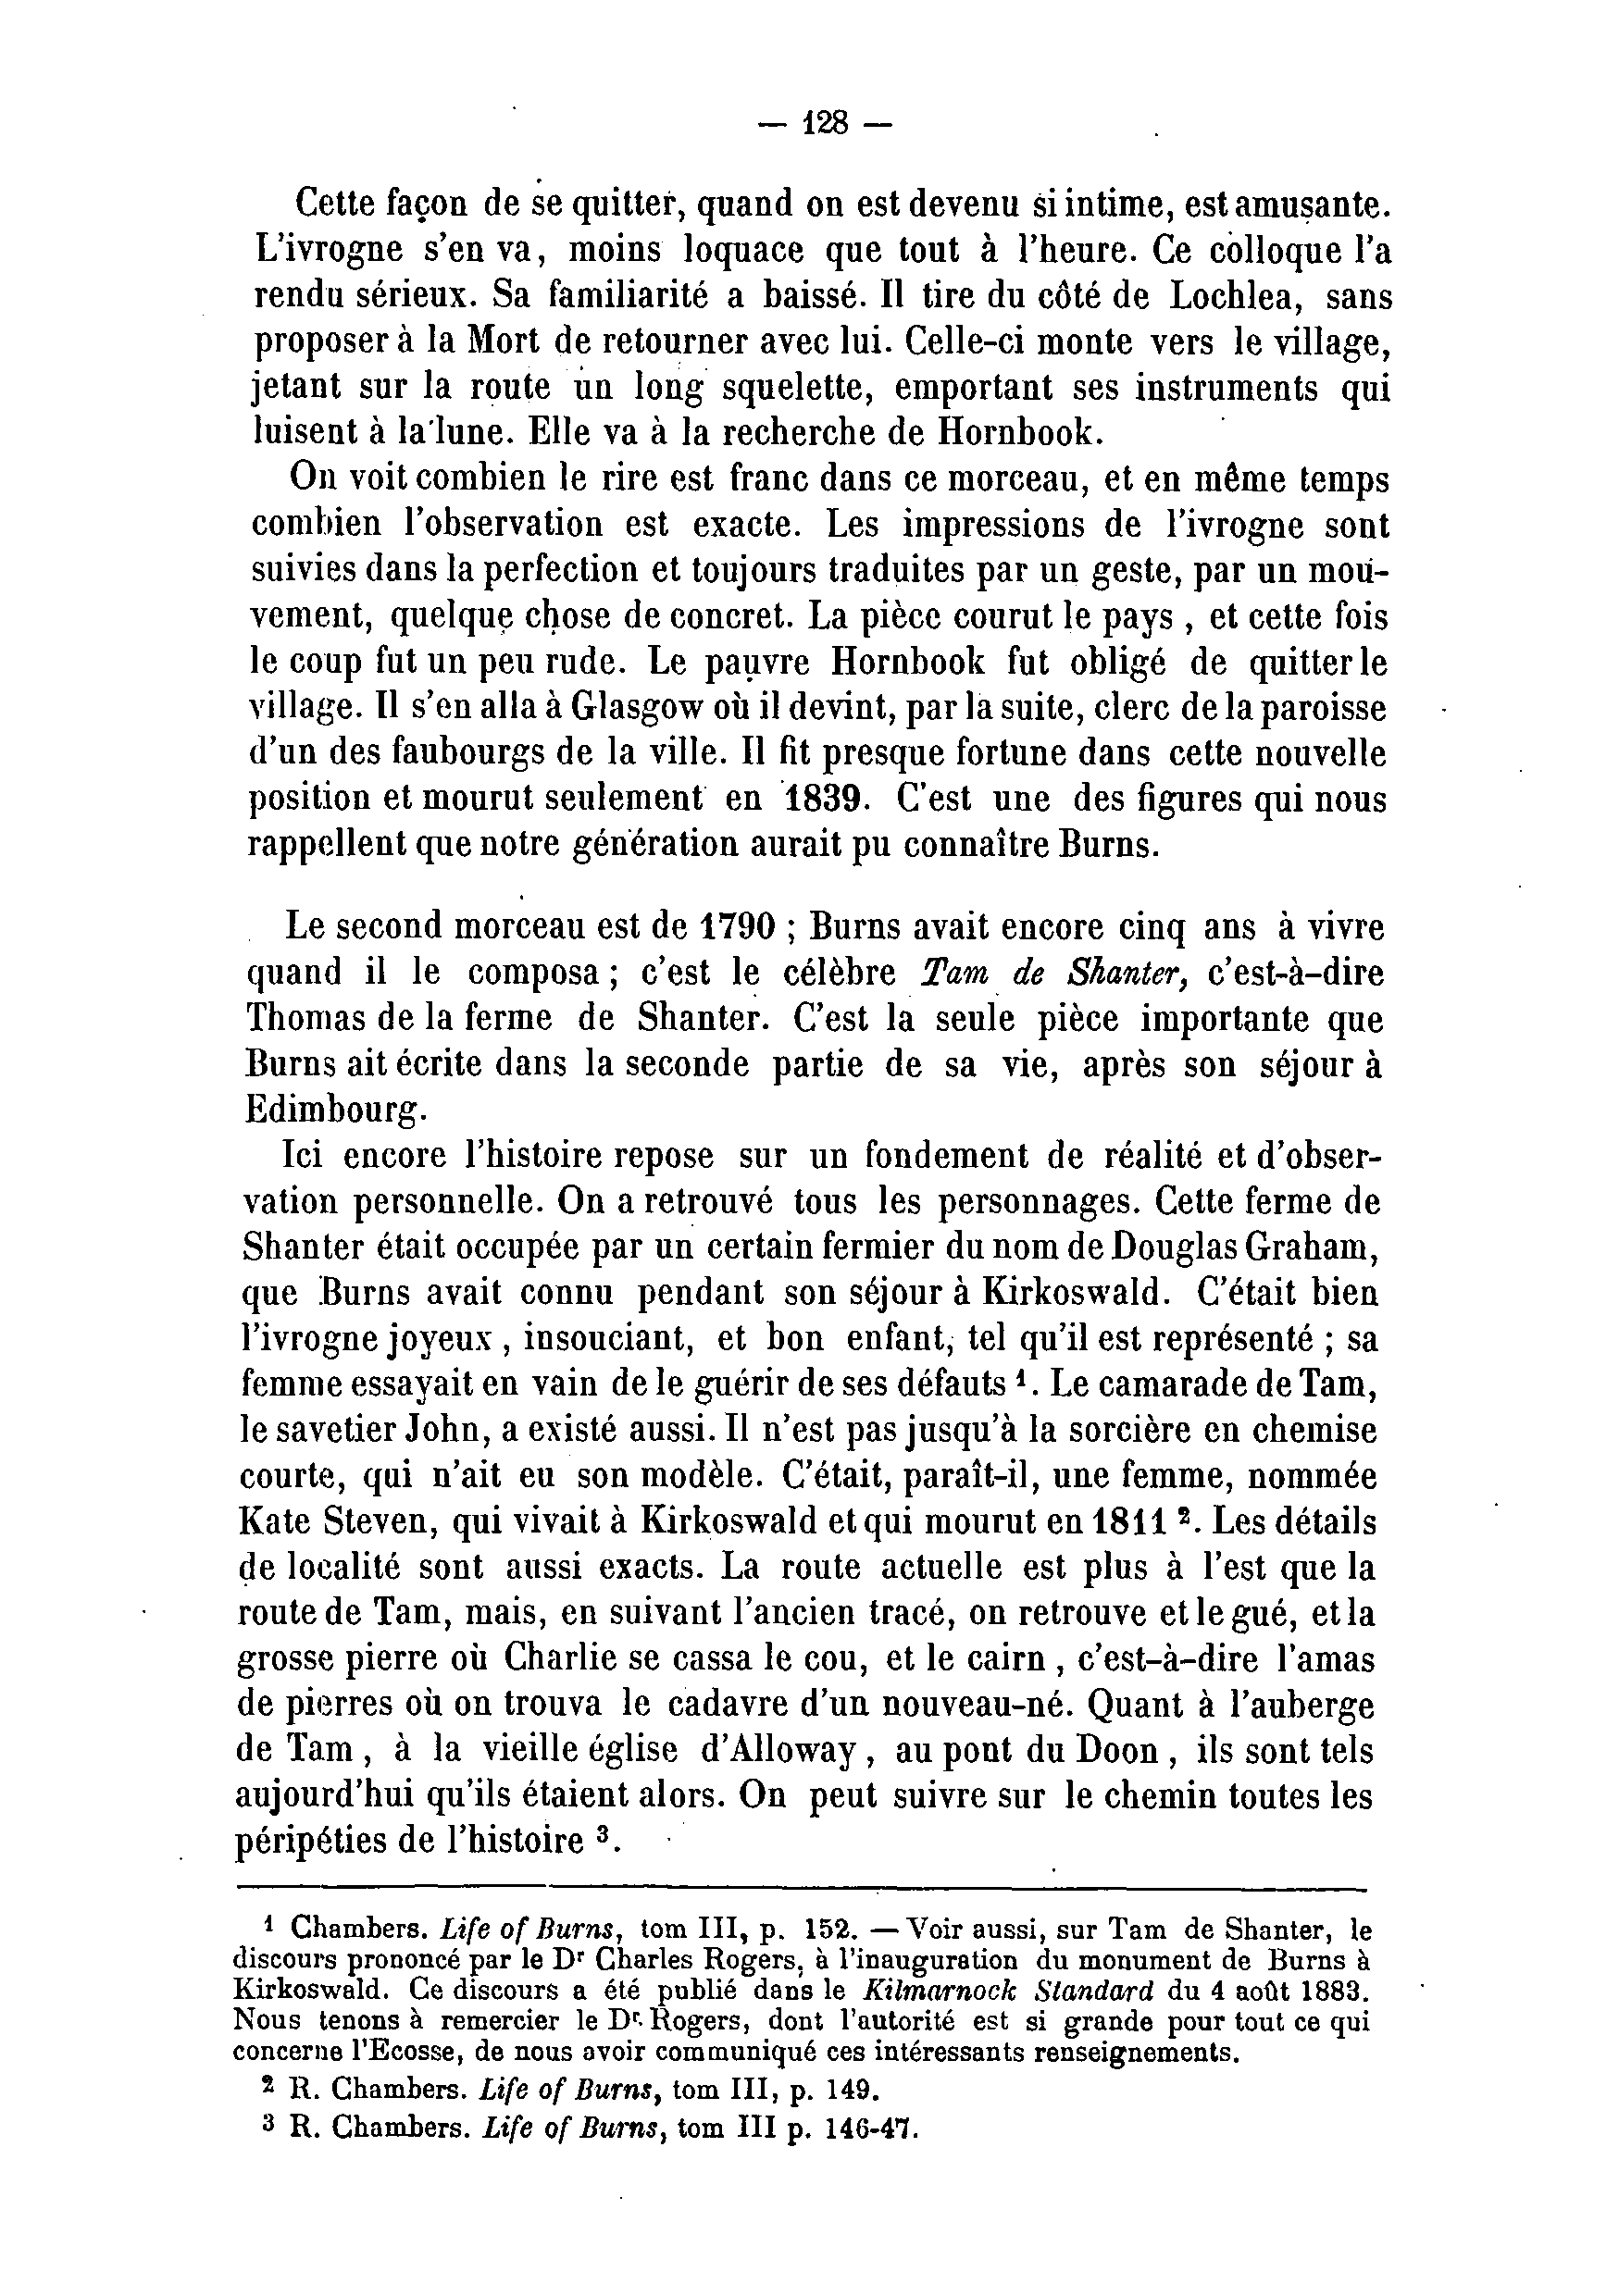 — 128 —
Cette façon de se quitter, quand on est devenu si intime, est amusante.
L'ivrogne s'en va, moins loquace que tout à l'heure. Ce colloque l'a
rendu sérieux. Sa familiarité a baissé. Il tire du côté de Lochlea, sans
proposer à la Mort de retourner avec lui. Celle-ci monte vers le village,
jetant sur la route un long squelette, emportant ses instruments qui
luisent à la lune. Elle va à la recherche de Hornbook.
On voit combien le rire est franc dans ce morceau, et en même temps
combien l'observation est exacte. Les impressions de l'ivrogne sont
suivies dans la perfection et toujours traduites par un geste, par un mou-
vement, quelque chose de concret. La pièce courut le pays , et cette fois
le coup fut un peu rude. Le pauvre Hornbook fut obligé de quitter le
village. Il s'en alla à Glasgow où il devint, par la suite, clerc de la paroisse
d'un des faubourgs de la ville. Il fit presque fortune dans cette nouvelle
position et mourut seulement en 1839. C'est une des figures qui nous
rappellent que notre génération aurait pu connaître Burns.
Le second morceau est de 1790 ; Burns avait encore cinq ans à vivre
quand il le composa ; c'est le célèbre Tam de Shanter, c'est-à-dire
Thomas de la ferme de Shanter. C'est la seule pièce importante que
Burns ait écrite dans la seconde partie de sa vie, après son séjour à
Edimbourg.
Ici encore l'histoire repose sur un fondement de réalité et d'obser-
vation personnelle. On a retrouvé tous les personnages. Cette ferme de
Shanter était occupée par un certain fermier du nom de Douglas Graham,
que Burns avait connu pendant son séjour à Kirkoswald. C'était bien
l'ivrogne joyeux , insouciant, et bon enfant, tel qu'il est représenté ; sa
femme essayait en vain de le guérir de ses défauts ¹. Le camarade de Tam,
le savetier John, a existé aussi. Il n'est pas jusqu'à la sorcière en chemise
courte, qui n'ait eu son modèle. C'était, paraît-il, une femme, nommée
Kate Steven, qui vivait à Kirkoswald et qui mourut en 1811 ². Les détails
de localité sont aussi exacts. La route actuelle est plus à l'est que la
route de Tam, mais, en suivant l'ancien tracé, on retrouve et le gué, et la
grosse pierre où Charlie se cassa le cou, et le cairn , c'est-à-dire l'amas
de pierres où on trouva le cadavre d'un nouveau-né. Quant à l'auberge
de Tam , à la vieille église d'Alloway , au pont du Doon , ils sont tels
aujourd'hui qu'ils étaient alors. On peut suivre sur le chemin toutes les
péripéties de l'histoire ³.
¹ Chambers. Life of Burns, tom III, p. 152. — Voir aussi, sur Tam de Shanter, le
discours prononcé par le Dr Charles Rogers, à l'inauguration du monument de Burns à
Kirkoswald. Ce discours a été publié dans le Kilmarnock Standard du 4 août 1883.
Nous tenons à remercier le Dr. Rogers, dont l'autorité est si grande pour tout ce qui
concerne l'Ecosse, de nous avoir communiqué ces intéressants renseignements.
² R. Chambers. Life of Burns, tom III, p. 149.
³ R. Chambers. Life of Burns, tom III p. 146-47.